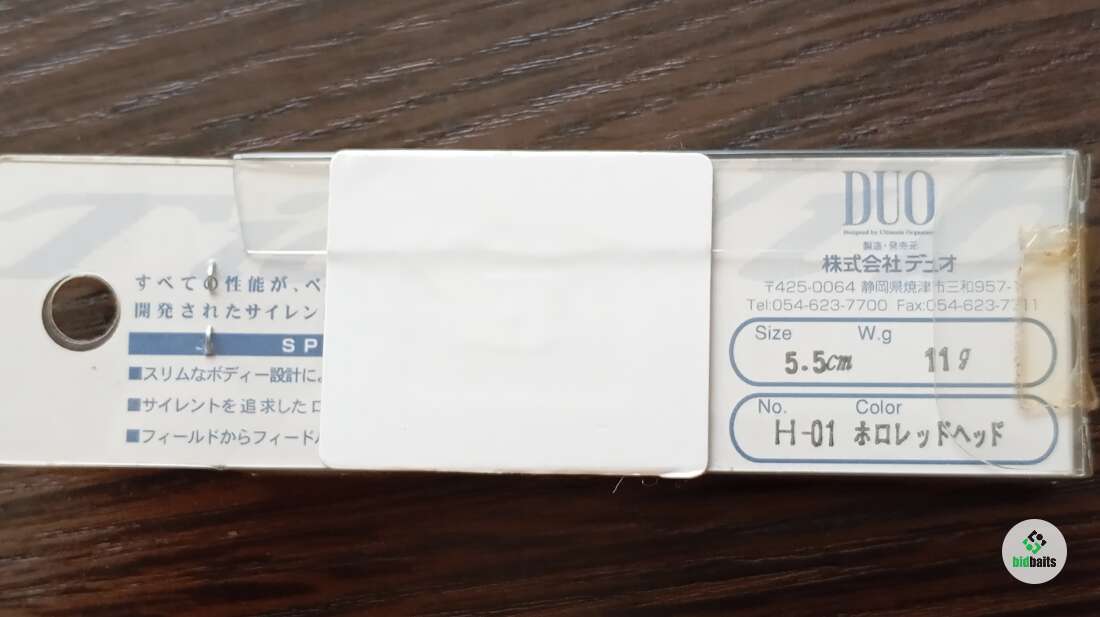 すべての性能が、ベ
開発されたサイレン
SP
■スリムなボディー設計に
■サイレントを追求した
■フィールドからフィード
DUO
製造・発売元
株式会社デュオ
〒425-0064 静岡県焼津市三和957-
Tel:054-623-7700 Fax:054-623-7711
Size W.g
5.5cm 11g
No. Color
H-01 ホロレッドヘッド
bidbaits